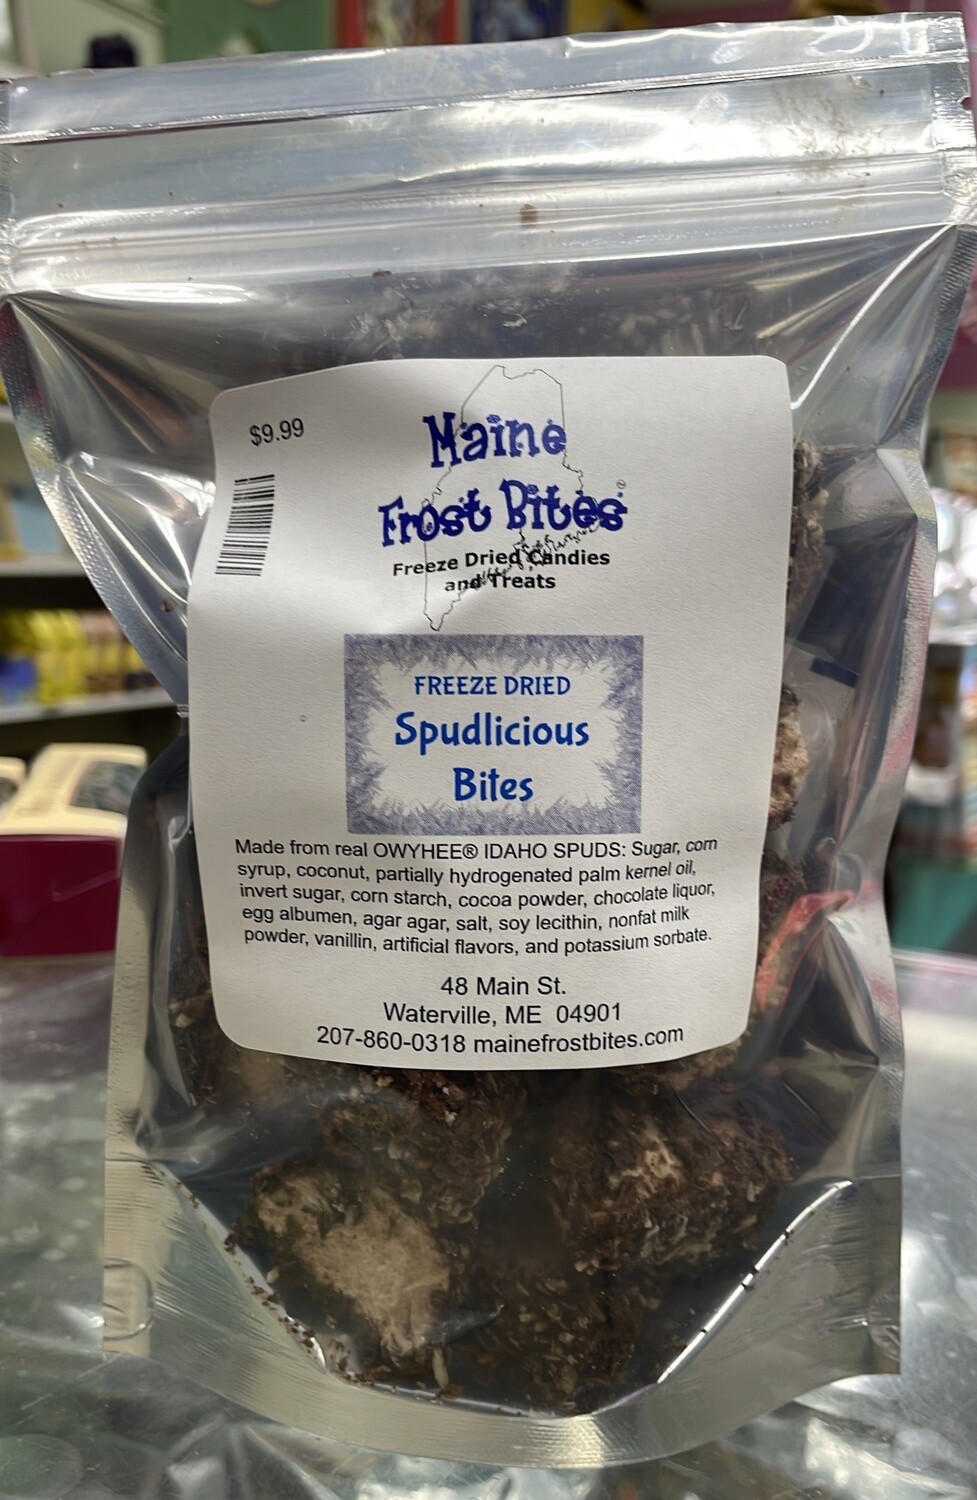 $9.99
Maine
Frost Bites®
Freeze Dried Candies
and Treats
FREEZE DRIED
Spudlicious
Bites
Made from real OWYHEE® IDAHO SPUDS: Sugar, corn
syrup, coconut, partially hydrogenated palm kernel oil,
invert sugar, corn starch, cocoa powder, chocolate liquor,
egg albumen, agar agar, salt, soy lecithin, nonfat milk
powder, vanillin, artificial flavors, and potassium sorbate.
48 Main St.
Waterville, ME 04901
207-860-0318 mainefrostbites.com